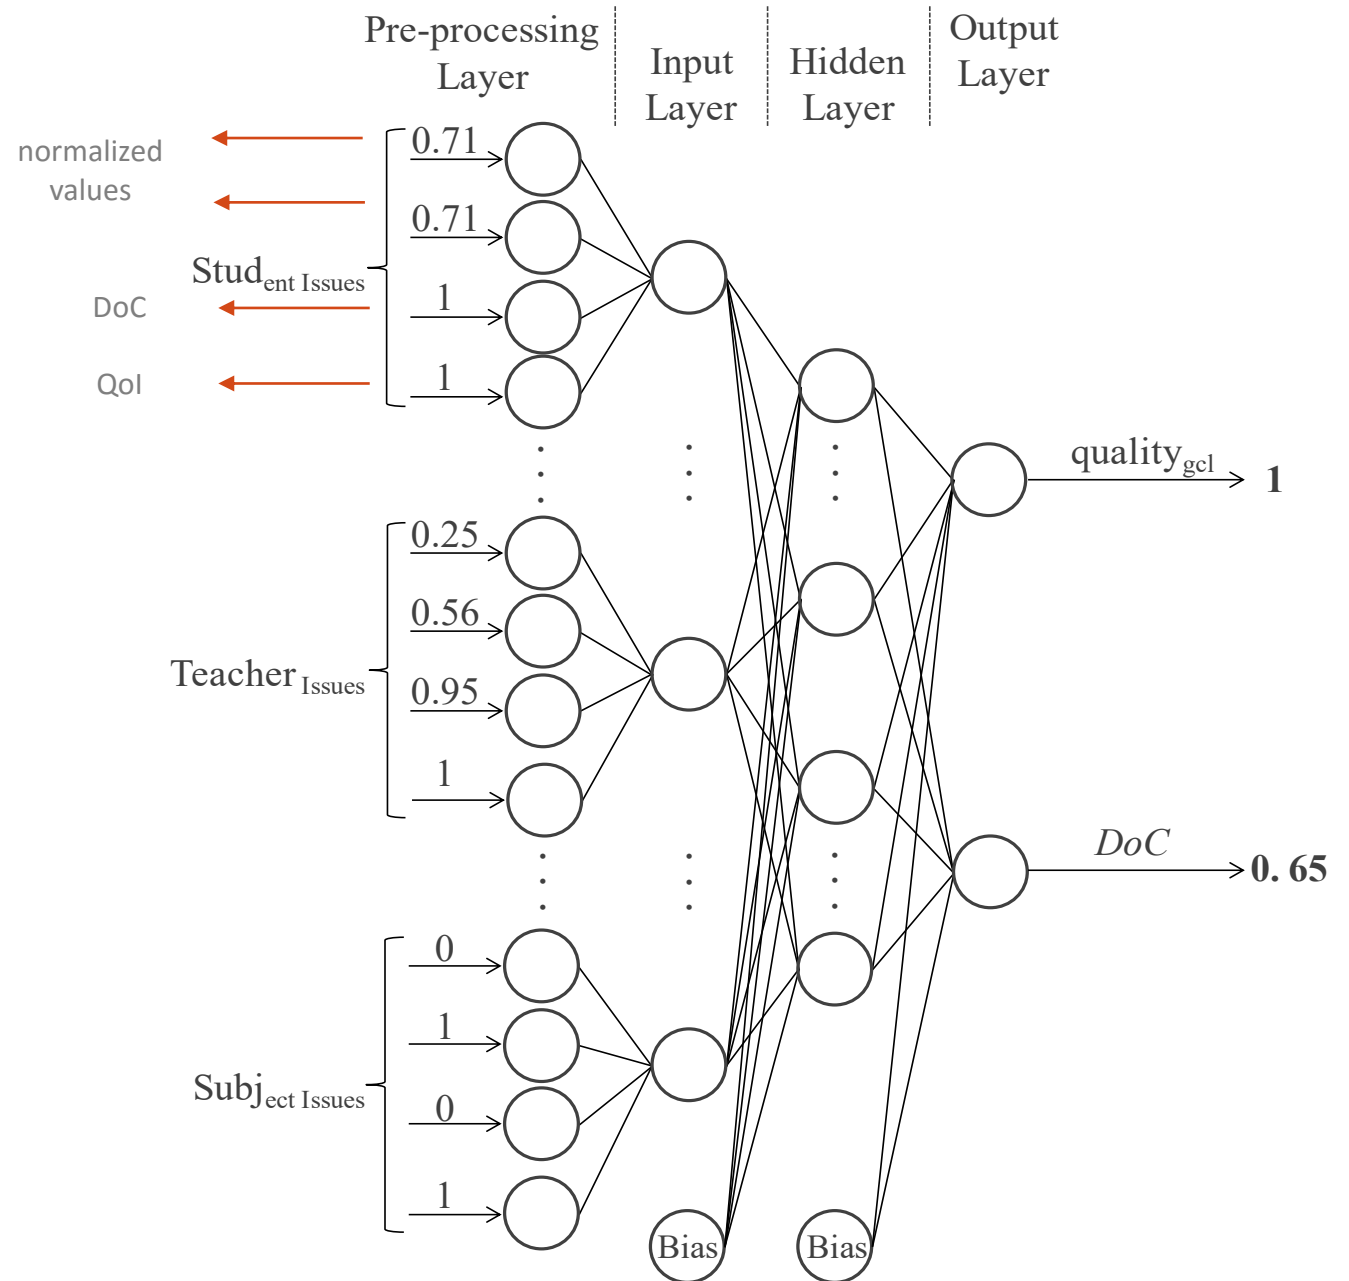 Pre-processing
Layer
Input
Layer
Hidden
Layer
Output
Layer
normalized
values
DoC
QoI
Student Issues
0.71
0.71
1
1
Teacher Issues
0.25
0.56
0.95
1
Subject Issues
0
1
0
1
Bias
Bias
qualitygcl
1
DoC
0. 65